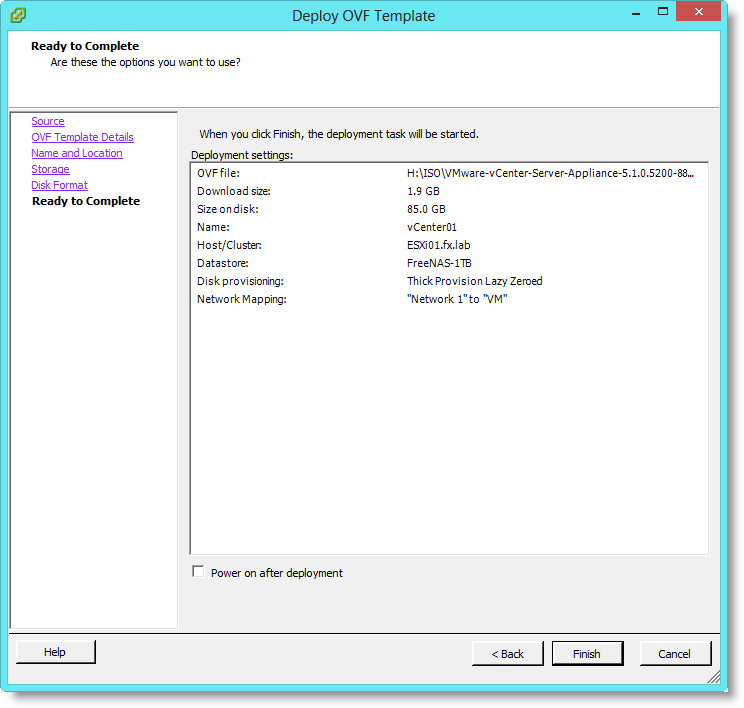 Deploy OVF Template
Ready to Complete
Are these the options you want to use?
Source
OVF Template Details
Name and Location
Storage
Disk Format
Ready to Complete
When you click Finish, the deployment task will be started.
Deployment settings:
OVF file: H:\ISO\VMware-vCenter-Server-Appliance-5.1.0.5200-88...
Download size: 1.9 GB
Size on disk: 85.0 GB
Name: vCenter01
Host/Cluster: ESXi01.fx.lab
Datastore: FreeNAS-1TB
Disk provisioning: Thick Provision Lazy Zeroed
Network Mapping: "Network 1" to "VM"
Power on after deployment
Help < Back Finish Cancel